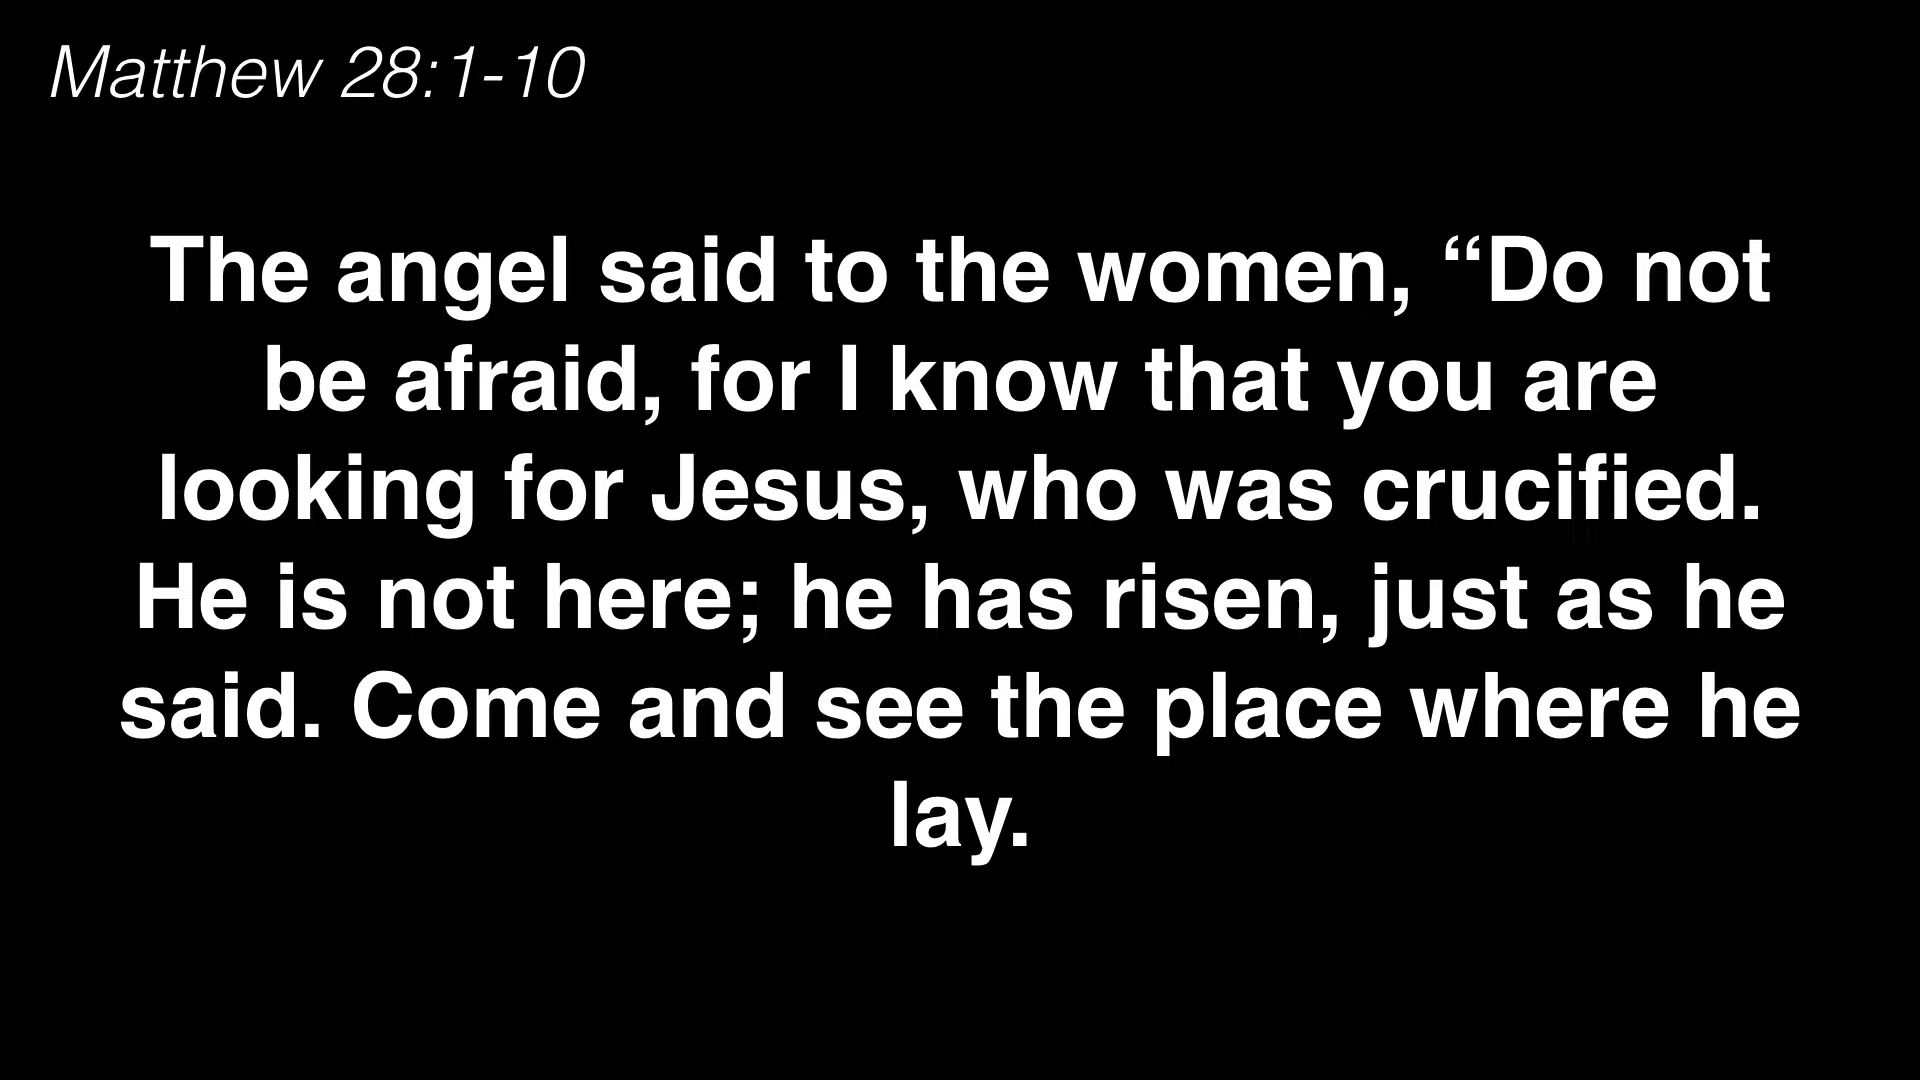 Matthew 28:1-10
The angel said to the women, “Do not
be afraid, for I know that you are
looking for Jesus, who was crucified.
He is not here; he has risen, just as he
said. Come and see the place where he
lay.